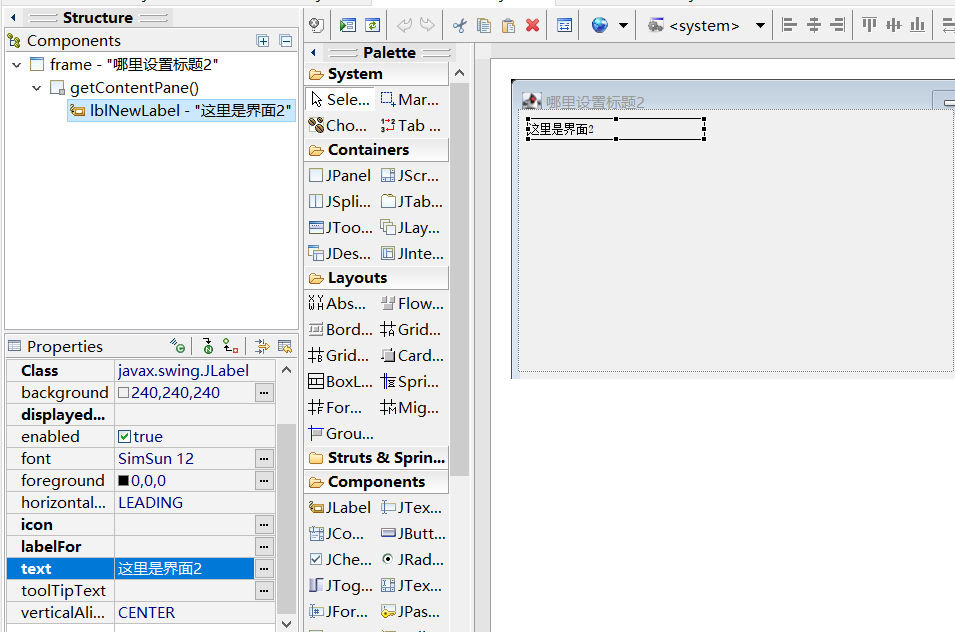 Structure
Components
frame - "哪里设置标题2"
getContentPane()
lblNewLabel - "这里是界面2"
Properties
Class javax.swing.JLabel
background 240,240,240 ...
displayed...
enabled true
font SimSun 12 ...
foreground 0,0,0 ...
horizontal... LEADING
icon ...
labelFor ...
text 这里是界面2 ...
toolTipText ...
verticalAli... CENTER
<system>
Palette
System
Sele... Mar...
Cho... Tab ...
Containers
JPanel JScr...
JSpli... JTab...
JToo... JLay...
JDes... JInte...
Layouts
Abs... Flow...
Bord... Grid...
Grid... Card...
BoxL... Spri...
For... Mig...
Grou...
Struts & Sprin...
Components
JLabel JTex...
JCo... JButt...
JChe... JRad...
JTog... JTex...
JFor... JPas...
哪里设置标题2
这里是界面2